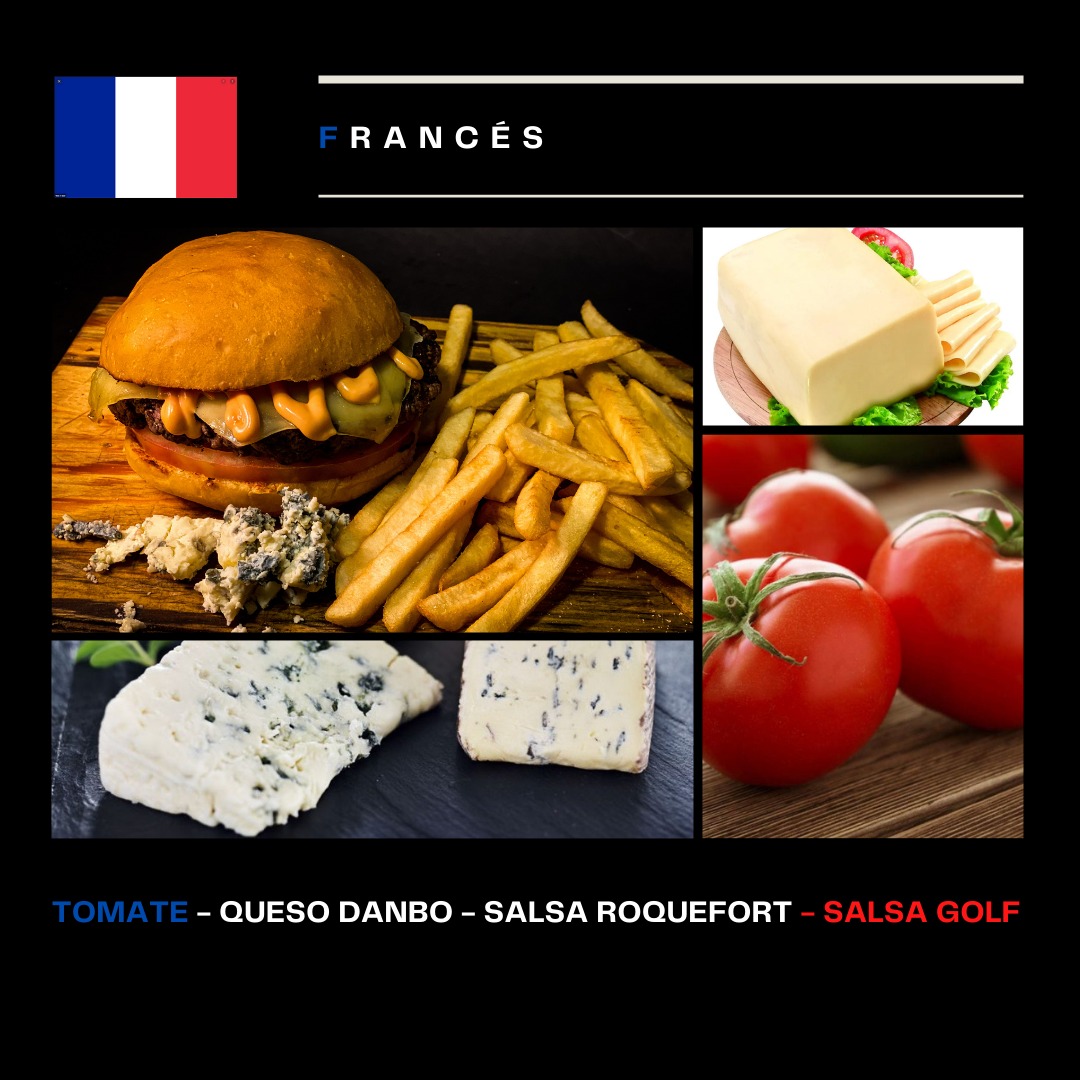 FRANCÉS
TOMATE – QUESO DANBO – SALSA ROQUEFORT – SALSA GOLF